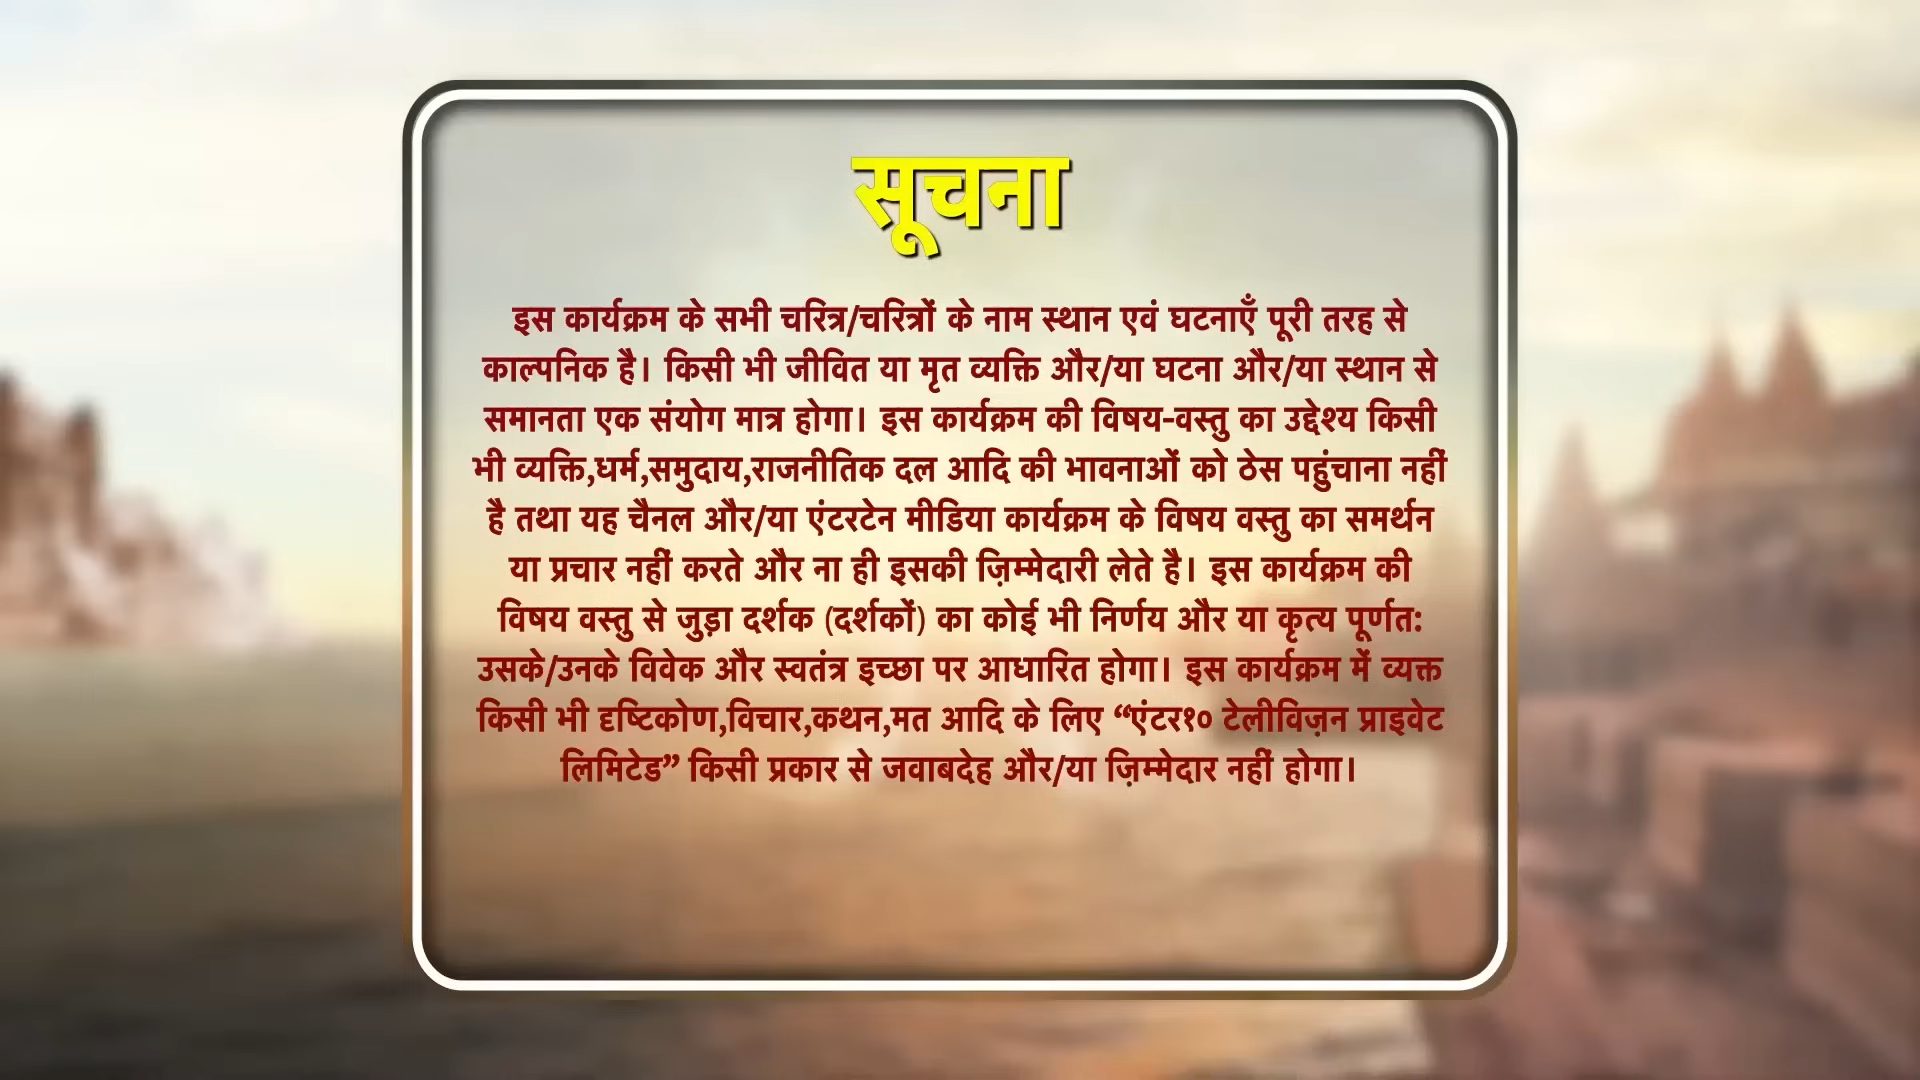 सूचना
इस कार्यक्रम के सभी चरित्र/चरित्रों के नाम स्थान एवं घटनाएँ पूरी तरह से
काल्पनिक है। किसी भी जीवित या मृत व्यक्ति और/या घटना और/या स्थान से
समानता एक संयोग मात्र होगा। इस कार्यक्रम की विषय-वस्तु का उद्देश्य किसी
भी व्यक्ति,धर्म,समुदाय,राजनीतिक दल आदि की भावनाओं को ठेस पहुंचाना नहीं
है तथा यह चैनल और/या एंटरटेन मीडिया कार्यक्रम के विषय वस्तु का समर्थन
या प्रचार नहीं करते और ना ही इसकी ज़िम्मेदारी लेते है। इस कार्यक्रम की
विषय वस्तु से जुड़ा दर्शक (दर्शकों) का कोई भी निर्णय और या कृत्य पूर्णत:
उसके/उनके विवेक और स्वतंत्र इच्छा पर आधारित होगा। इस कार्यक्रम में व्यक्त
किसी भी दृष्टिकोण,विचार,कथन,मत आदि के लिए “एंटर१० टेलीविज़न प्राइवेट
लिमिटेड” किसी प्रकार से जवाबदेह और/या ज़िम्मेदार नहीं होगा।